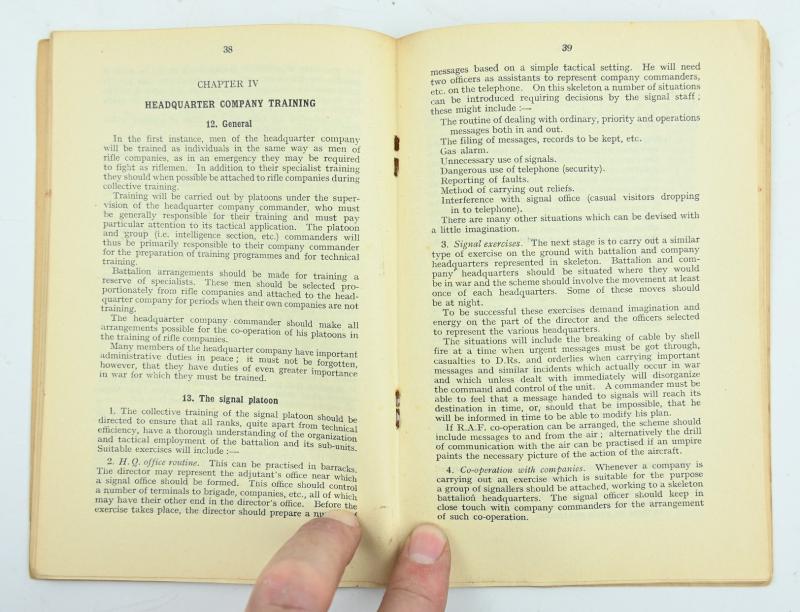 38
CHAPTER IV
HEADQUARTER COMPANY TRAINING
12. General
In the first instance, men of the headquarter company
will be trained as individuals in the same way as men of
rifle companies, as in an emergency they may be required
to fight as riflemen. In addition to their specialist training
they should when possible be attached to rifle companies during
collective training.
Training will be carried out by platoons under the super-
vision of the headquarter company commander, who must
be generally responsible for their training and must pay
particular attention to its tactical application. The platoon
and group (i.e. intelligence section, etc.) commanders will
thus be primarily responsible to their company commander
for the preparation of training programmes and for technical
training.
Battalion arrangements should be made for training a
reserve of specialists. These men should be selected pro-
portionately from rifle companies and attached to the head-
quarter company for periods when their own companies are not
training.
The headquarter company commander should make all
arrangements possible for the co-operation of his platoons in
the training of rifle companies.
Many members of the headquarter company have important
administrative duties in peace; it must not be forgotten,
however, that they have duties of even greater importance
in war for which they must be trained.
13. The signal platoon
1. The collective training of the signal platoon should be
directed to ensure that all ranks, quite apart from technical
efficiency, have a thorough understanding of the organization
and tactical employment of the battalion and its sub-units.
Suitable exercises will include :—
2. H.Q. office routine. This can be practised in barracks.
The director may represent the adjutant's office near which
a signal office should be formed. This office should control
a number of terminals to brigade, companies, etc., all of which
may have their other end in the director's office. Before the
exercise takes place, the director should prepare a
39
messages based on a simple tactical setting. He will need
two officers as assistants to represent company commanders,
etc. on the telephone. On this skeleton a number of situations
can be introduced requiring decisions by the signal staff;
these might include :—
The routine of dealing with ordinary, priority and operations
messages both in and out.
The filing of messages, records to be kept, etc.
Gas alarm.
Unnecessary use of signals.
Dangerous use of telephone (security).
Reporting of faults.
Method of carrying out reliefs.
Interference with signal office (casual visitors dropping
in to telephone).
There are many other situations which can be devised with
a little imagination.
3. Signal exercises. The next stage is to carry out a similar
type of exercise on the ground with battalion and company
headquarters represented in skeleton. Battalion and com-
pany headquarters should be situated where they would
be in war and the scheme should involve the movement at least
once of each headquarters. Some of these moves should
be at night.
To be successful these exercises demand imagination and
energy on the part of the director and the officers selected
to represent the various headquarters.
The situations will include the breaking of cable by shell
fire at a time when urgent messages must be got through,
casualties to D.Rs. and orderlies when carrying important
messages and similar incidents which actually occur in war
and which unless dealt with immediately will disorganize
the command and control of the unit. A commander must be
able to feel that a message handed to signals will reach its
destination in time, or, snould that be impossible, that he
will be informed in time to be able to modify his plan.
If R.A.F. co-operation can be arranged, the scheme should
include messages to and from the air; alternatively the drill
of communication with the air can be practised if an umpire
paints the necessary picture of the action of the aircraft.
4. Co-operation with companies. Whenever a company is
carrying out an exercise which is suitable for the purpose
a group of signallers should be attached, working to a skeleton
battalion headquarters. The signal officer should keep in
close touch with company commanders for the arrangement
of such co-operation.